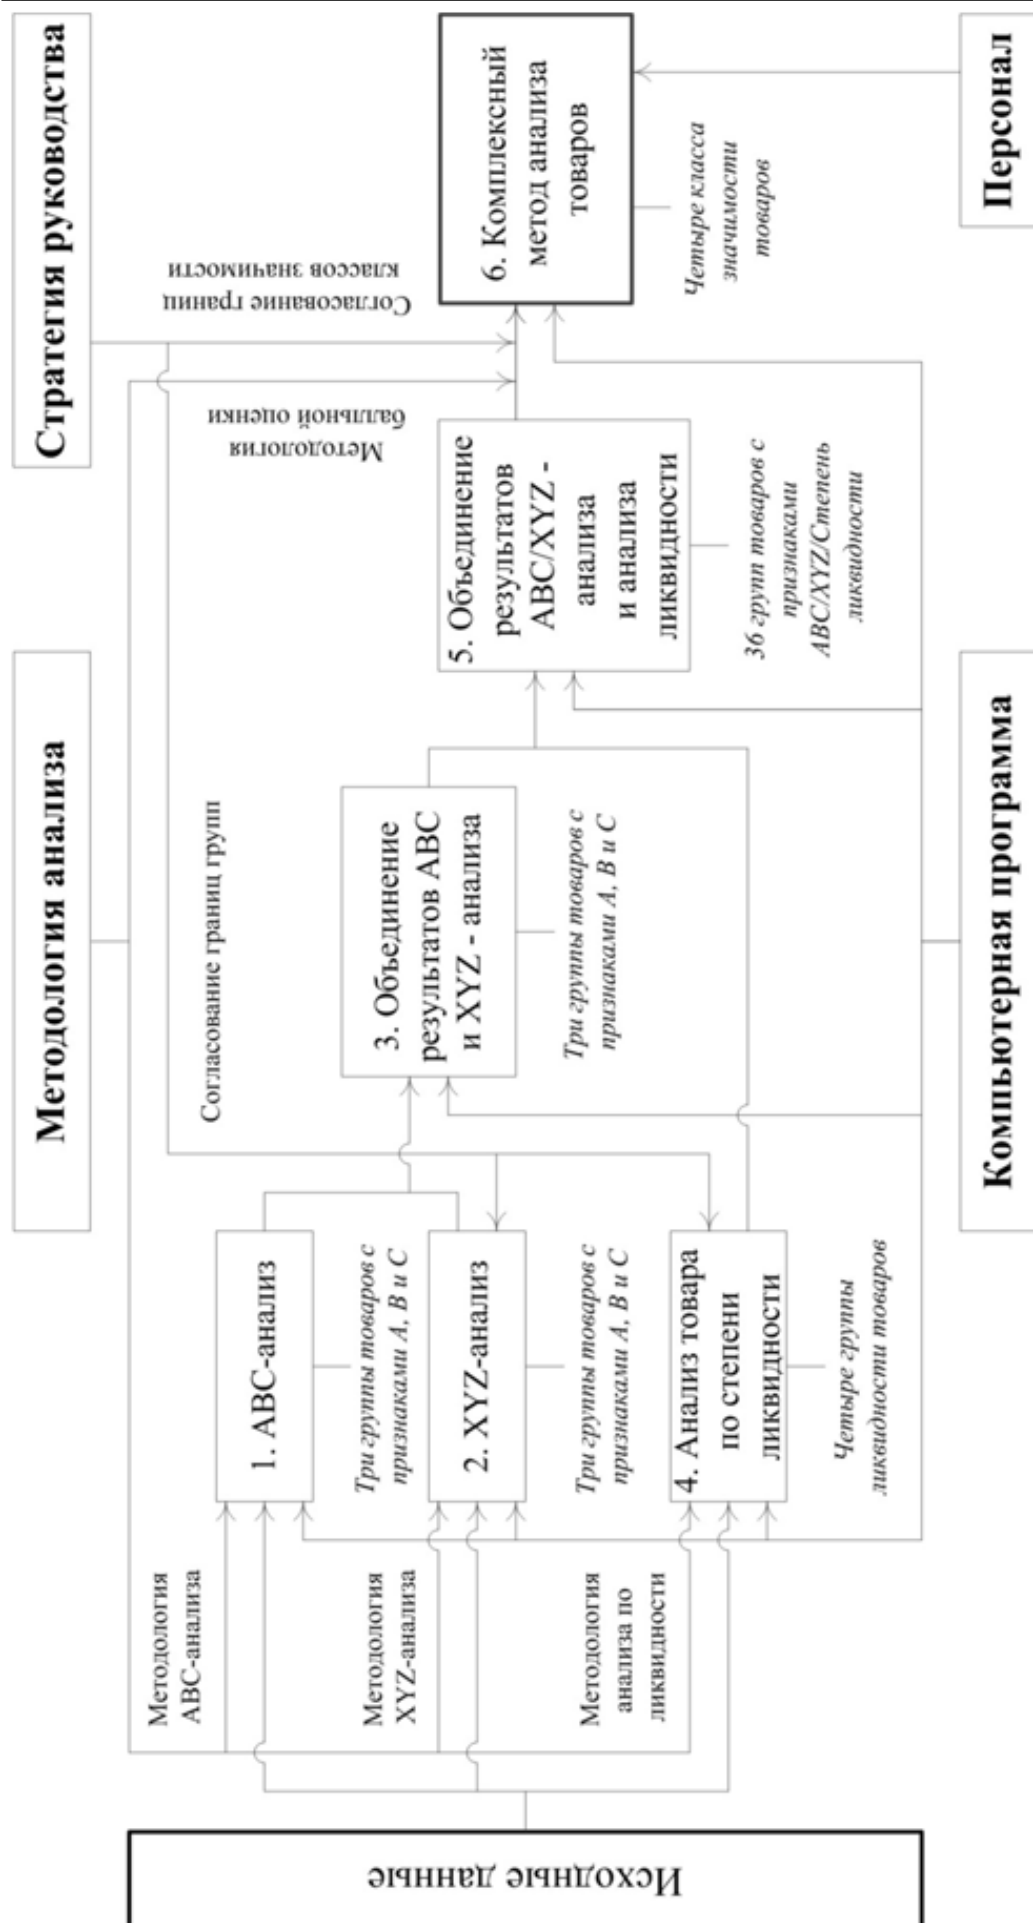 Методология анализа
Стратегия руководства
Исходные данные
Методология
ABC-анализа
Методология
XYZ-анализа
Методология
анализа по
ликвидности
1. ABC-анализ
Три группы товаров с
признаками A, B и C
2. XYZ-анализ
Три группы товаров с
признаками A, B и C
4. Анализ товара
по степени
ликвидности
Четыре группы
ликвидности товаров
Согласование границ групп
3. Объединение
результатов ABC
и XYZ - анализа
Три группы товаров с
признаками A, B и C
5. Объединение
результатов
ABC/XYZ -
анализа
и анализа
ликвидности
36 групп товаров с
признаками
ABC/XYZ/Степень
ликвидности
Методология
балльной оценки
Согласование границ
классов значимости
6. Комплексный
метод анализа
товаров
Четыре класса
значимости
товаров
Компьютерная программа
Персонал